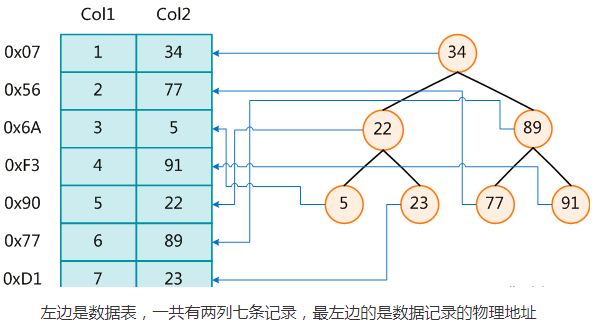 Col1 Col2
0x07 1 34
0x56 2 77
0x6A 3 5
0xF3 4 91
0x90 5 22
0x77 6 89
0xD1 7 23
34
22 89
5 23 77 91
左边是数据表，一共有两列七条记录，最左边的是数据记录的物理地址